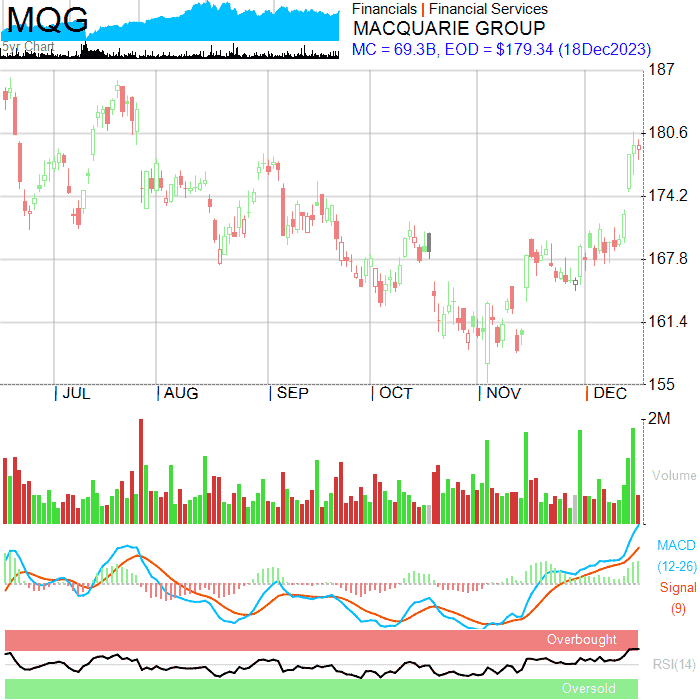 MQG
5yr Chart
Financials | Financial Services
MACQUARIE GROUP
MC = 69.3B, EOD = $179.34 (18Dec2023)
187
180.6
174.2
167.8
161.4
155
JUL AUG SEP OCT NOV DEC
2M
Volume
MACD
(12-26)
Signal
(9)
Overbought
RSI(14)
Oversold